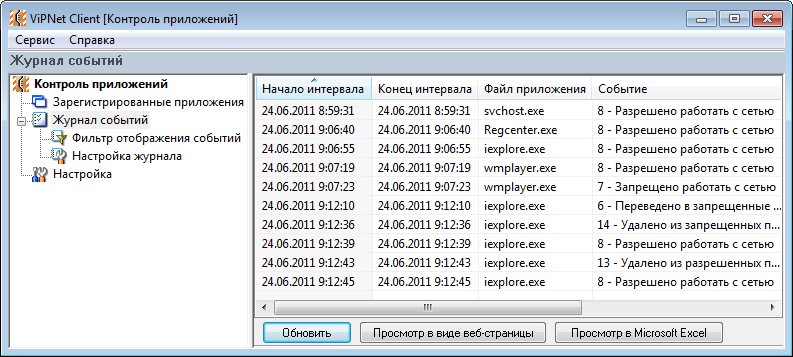 ViPNet Client [Контроль приложений]
Сервис Справка
Журнал событий
Контроль приложений
Зарегистрированные приложения
Журнал событий
Фильтр отображения событий
Настройка журнала
Настройка
Начало интервала Конец интервала Файл приложения Событие
24.06.2011 8:59:31 24.06.2011 8:59:31 svchost.exe 8 - Разрешено работать с сетью
24.06.2011 9:06:40 24.06.2011 9:06:40 Regcenter.exe 8 - Разрешено работать с сетью
24.06.2011 9:06:55 24.06.2011 9:06:55 iexplore.exe 8 - Разрешено работать с сетью
24.06.2011 9:07:19 24.06.2011 9:07:19 wmplayer.exe 8 - Разрешено работать с сетью
24.06.2011 9:07:23 24.06.2011 9:07:23 wmplayer.exe 7 - Запрещено работать с сетью
24.06.2011 9:12:10 24.06.2011 9:12:10 iexplore.exe 6 - Переведено в запрещенные ...
24.06.2011 9:12:36 24.06.2011 9:12:36 iexplore.exe 14 - Удалено из запрещенных п...
24.06.2011 9:12:39 24.06.2011 9:12:39 iexplore.exe 8 - Разрешено работать с сетью
24.06.2011 9:12:43 24.06.2011 9:12:43 iexplore.exe 13 - Удалено из разрешенных п...
24.06.2011 9:12:45 24.06.2011 9:12:45 iexplore.exe 8 - Разрешено работать с сетью
Обновить Просмотр в виде веб-страницы Просмотр в Microsoft Excel